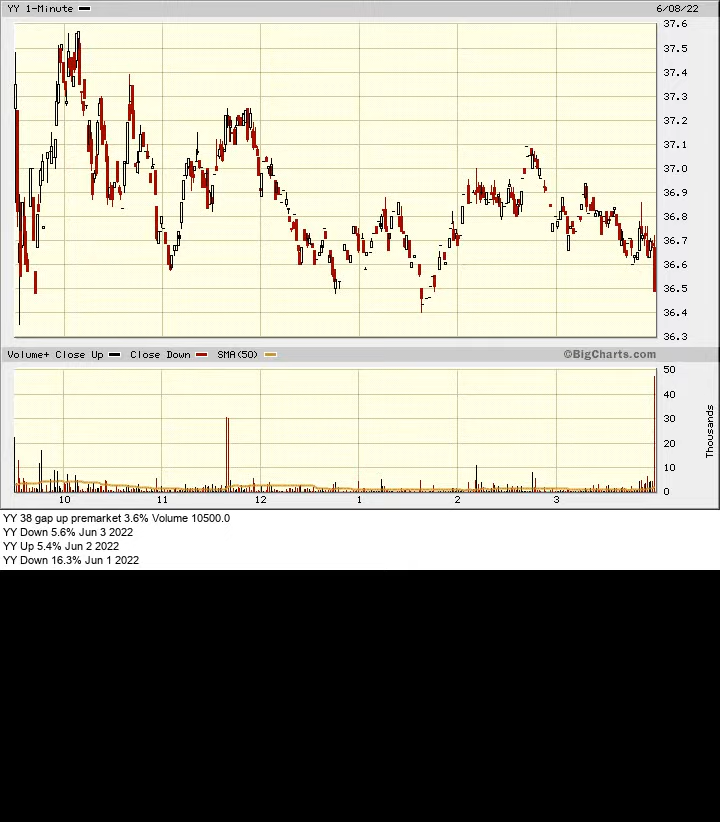 YY 1-Minute 6/08/22
37.6
37.5
37.4
37.3
37.2
37.1
37.0
36.9
36.8
36.7
36.6
36.5
36.4
36.3
Volume+ Close Up Close Down SMA(50) ©BigCharts.com
50
40
30
20
10
0
Thousands
10 11 12 1 2 3
YY 38 gap up premarket 3.6% Volume 10500.0
YY Down 5.6% Jun 3 2022
YY Up 5.4% Jun 2 2022
YY Down 16.3% Jun 1 2022